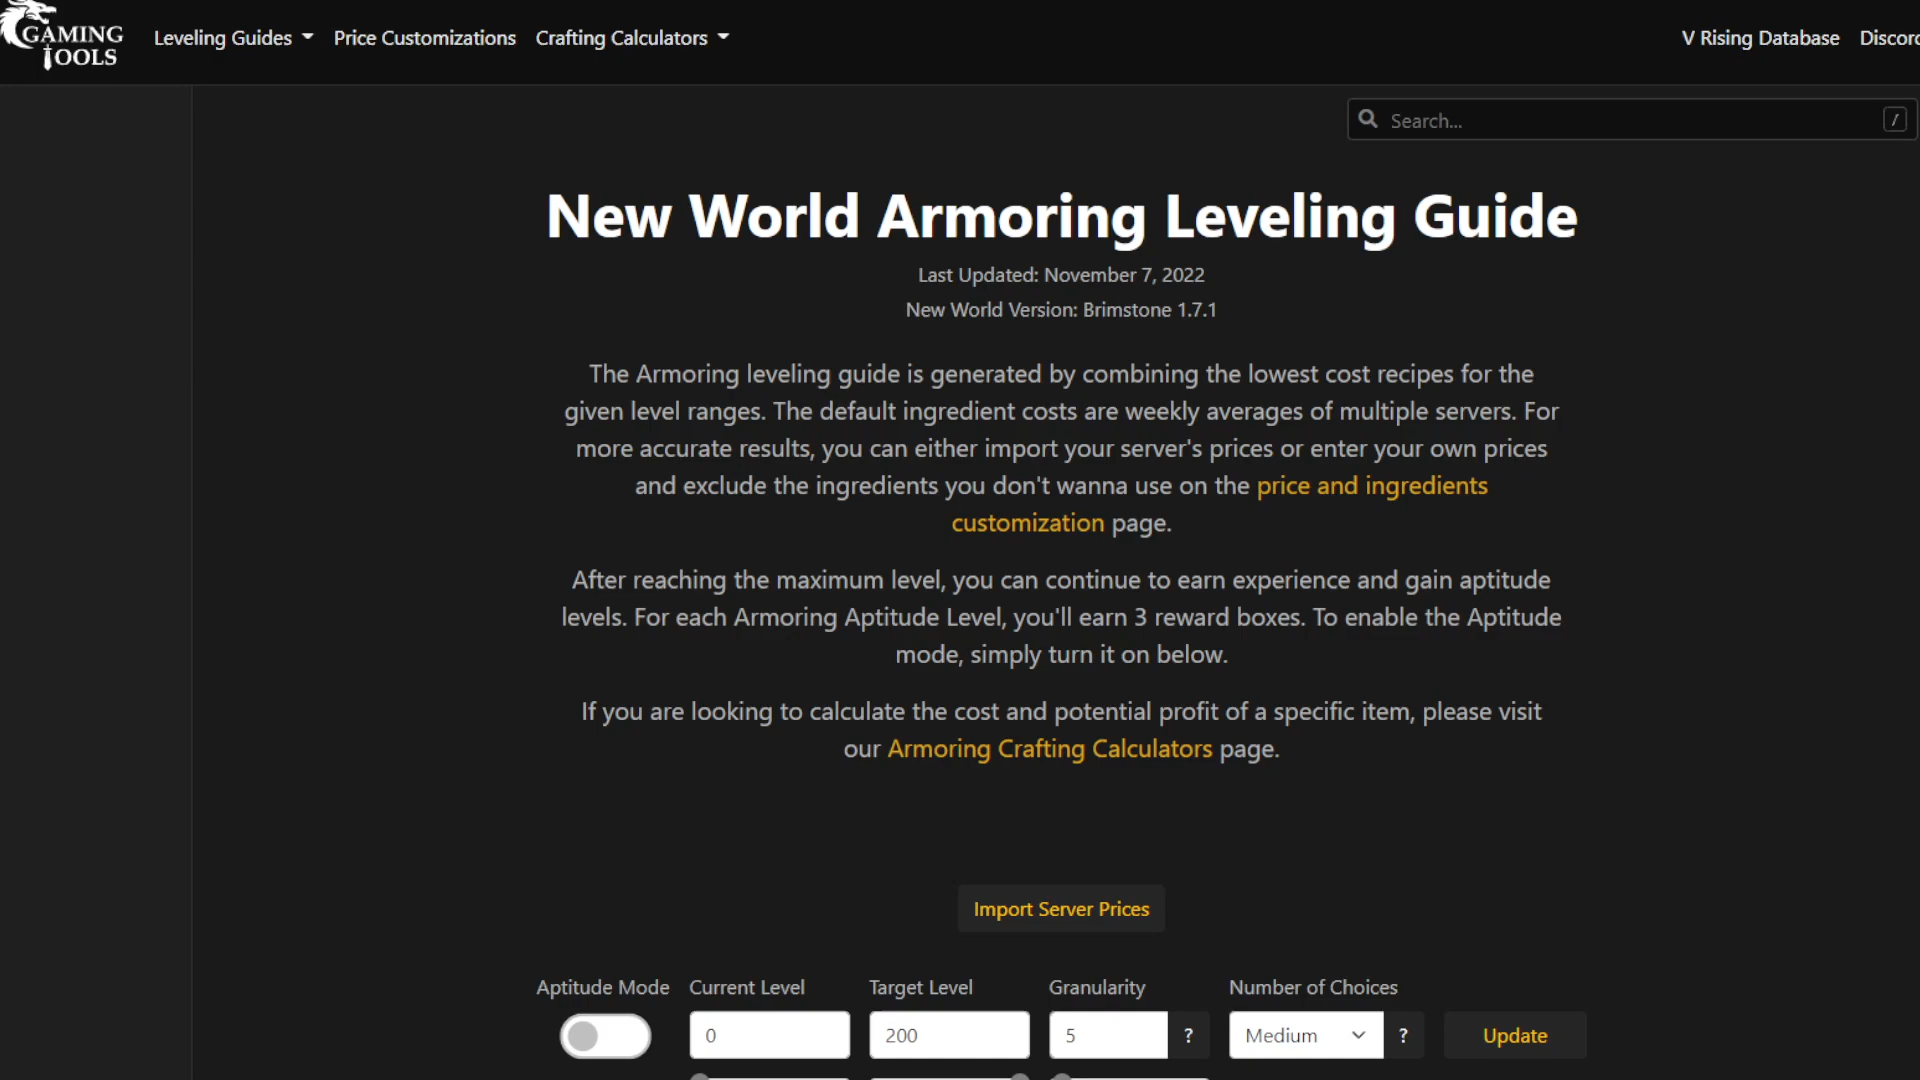 GAMING
TOOLS
Leveling Guides
Price Customizations
Crafting Calculators
V Rising Database
Discord
Search...
/
New World Armoring Leveling Guide
Last Updated: November 7, 2022
New World Version: Brimstone 1.7.1
The Armoring leveling guide is generated by combining the lowest cost recipes for the
given level ranges. The default ingredient costs are weekly averages of multiple servers. For
more accurate results, you can either import your server's prices or enter your own prices
and exclude the ingredients you don't wanna use on the price and ingredients
customization page.
After reaching the maximum level, you can continue to earn experience and gain aptitude
levels. For each Armoring Aptitude Level, you'll earn 3 reward boxes. To enable the Aptitude
mode, simply turn it on below.
If you are looking to calculate the cost and potential profit of a specific item, please visit
our Armoring Crafting Calculators page.
Import Server Prices
Aptitude Mode
Current Level
Target Level
Granularity
Number of Choices
0
200
5
?
Medium
?
Update